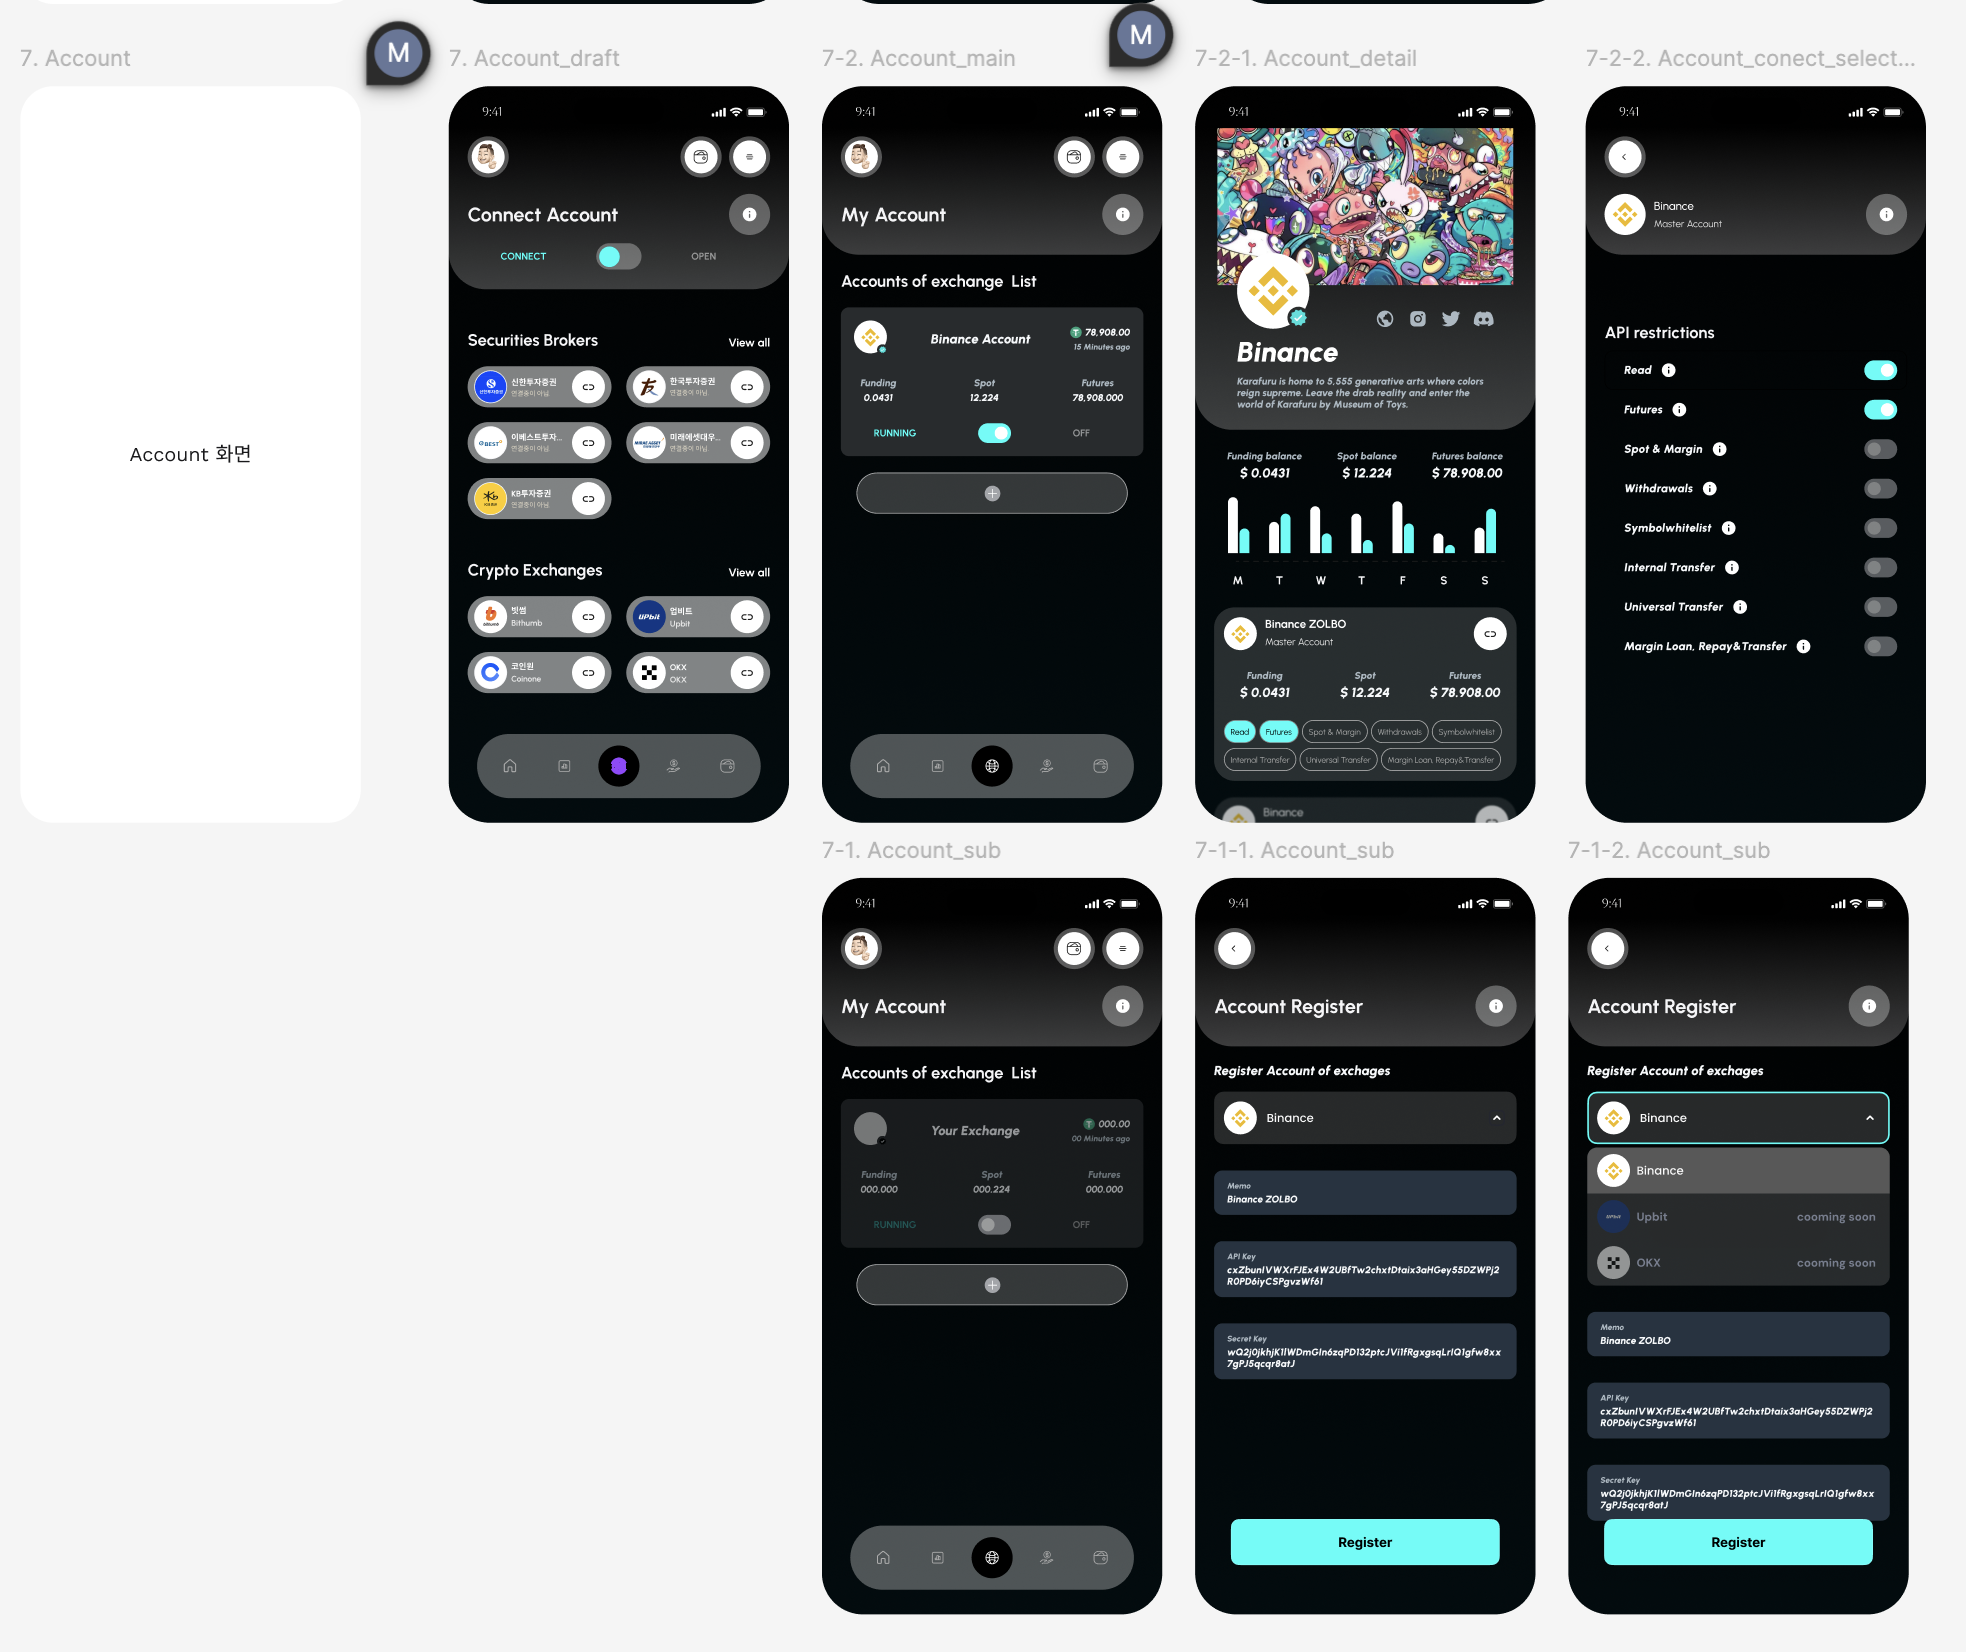 7. Account
M
7. Account_draft
7-2. Account_main
M
7-2-1. Account_detail
7-2-2. Account_conect_select...
Account 화면
9:41
Connect Account
CONNECT
OPEN
Securities Brokers
View all
신한투자증권
연결중이 아님.
한국투자증권
연결중이 아님.
이베스트투자...
연결중이 아님.
미래에셋대우...
연결중이 아님.
KB투자증권
연결중이 아님.
Crypto Exchanges
View all
빗썸
Bithumb
업비트
Upbit
코인원
Coinone
OKX
OKX
9:41
My Account
Accounts of exchange List
Binance Account
78,908.00
15 Minutes ago
Funding
Spot
Futures
0.0431
12.224
78,908.000
RUNNING
OFF
9:41
Binance
Karafuru is home to 5,555 generative arts where colors
reign supreme. Leave the drab reality and enter the
world of Karafuru by Museum of Toys.
Funding balance
Spot balance
Futures balance
$ 0.0431
$ 12.224
$ 78.908.00
M T W T F S S
Binance ZOLBO
Master Account
Funding
Spot
Futures
$ 0.0431
$ 12.224
$ 78.908.00
Read
Futures
Spot & Margin
Withdrawals
Symbolwhitelist
Internal Transfer
Universal Transfer
Margin Loan, Repay&Transfer
Binance
9:41
Binance
Master Account
API restrictions
Read
Futures
Spot & Margin
Withdrawals
Symbolwhitelist
Internal Transfer
Universal Transfer
Margin Loan, Repay&Transfer
7-1. Account_sub
7-1-1. Account_sub
7-1-2. Account_sub
9:41
My Account
Accounts of exchange List
Your Exchange
000.00
00 Minutes ago
Funding
Spot
Futures
000.000
000.224
000.000
RUNNING
OFF
9:41
Account Register
Register Account of exchages
Binance
Memo
Binance ZOLBO
API Key
cxZbunIVWXrFJEx4W2UBfTw2chxtDtaix3aHGey55DZWPj2
R0PD6iyCSPgvzWf61
Secret Key
wQ2j0jkhjK1lWDmGIn6zqPD132ptcJVi1fRgxgsqLrIQ1gfw8xx
7gPJ5qcqr8atJ
Register
9:41
Account Register
Register Account of exchages
Binance
Binance
Upbit
cooming soon
OKX
cooming soon
Memo
Binance ZOLBO
API Key
cxZbunIVWXrFJEx4W2UBfTw2chxtDtaix3aHGey55DZWPj2
R0PD6iyCSPgvzWf61
Secret Key
wQ2j0jkhjK1lWDmGIn6zqPD132ptcJVi1fRgxgsqLrIQ1gfw8xx
7gPJ5qcqr8atJ
Register